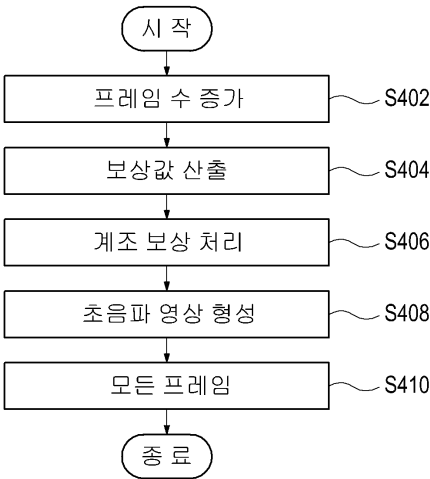 시 작
프레임 수 증가 S402
보상값 산출 S404
계조 보상 처리 S406
초음파 영상 형성 S408
모든 프레임 S410
종 료